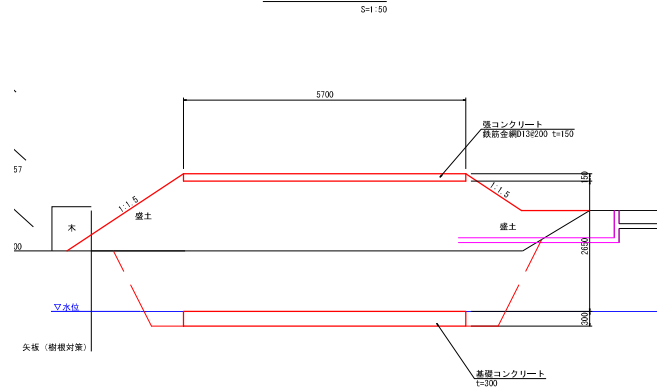 S=1:50
5700
張コンクリート
鉄筋金網D13@200 t=150
57
1:1.5
1:1.5
150
木
盛土
盛土
00
2650
▽水位
300
矢板（樹根対策）
基礎コンクリート
t=300